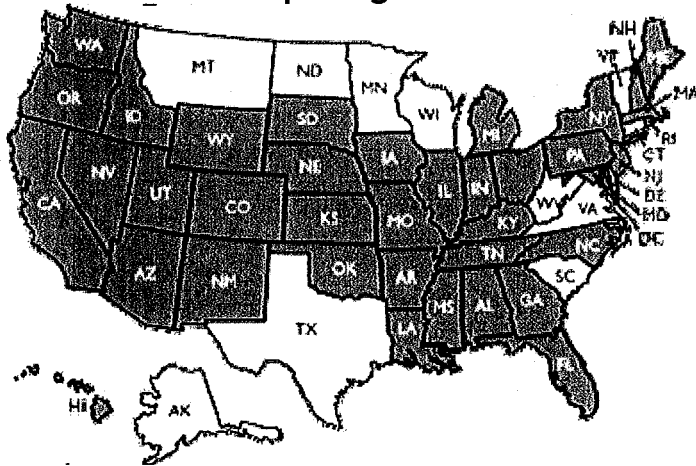 NH
WA
VT
MT
ND
MN
MA
OR
ID
WI
SD
MI
NY
WY
RI
CT
IA
PA
NE
NJ
NV
IL
IN
DE
UT
WV
MD
CA
CO
VA
DC
KS
MO
KY
NC
TN
AZ
OK
AR
SC
NM
MS
AL
GA
TX
LA
FL
HI
AK